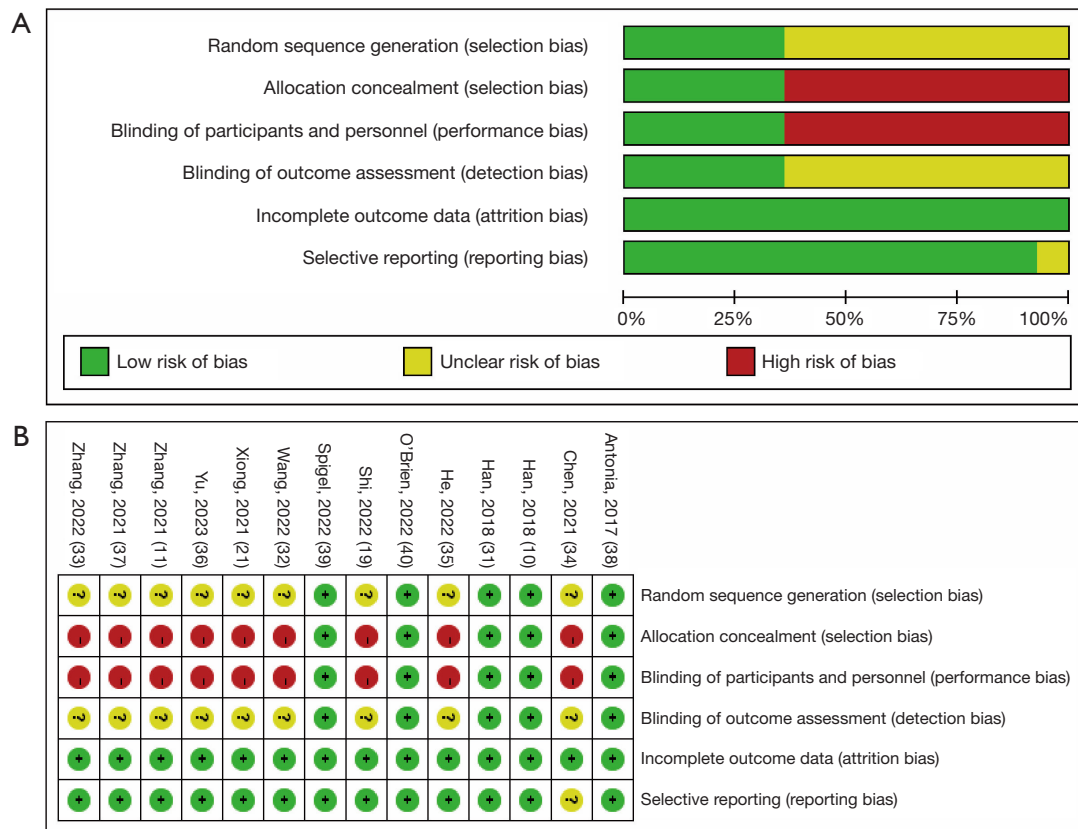 A
Random sequence generation (selection bias)
Allocation concealment (selection bias)
Blinding of participants and personnel (performance bias)
Blinding of outcome assessment (detection bias)
Incomplete outcome data (attrition bias)
Selective reporting (reporting bias)
0% 25% 50% 75% 100%
Low risk of bias Unclear risk of bias High risk of bias
B
Zhang, 2022 (33)
Zhang, 2021 (37)
Zhang, 2021 (11)
Yu, 2023 (36)
Xiong, 2021 (21)
Wang, 2022 (32)
Spigel, 2022 (39)
Shi, 2022 (19)
O'Brien, 2022 (40)
He, 2022 (35)
Han, 2018 (31)
Han, 2018 (10)
Chen, 2021 (34)
Antonia, 2017 (38)
? ? ? ? ? ? + ? + ? + + ? + Random sequence generation (selection bias)
– – – – – – + – + – + + – + Allocation concealment (selection bias)
– – – – – – + – + – + + – + Blinding of participants and personnel (performance bias)
? ? ? ? ? ? + ? + ? + + ? + Blinding of outcome assessment (detection bias)
+ + + + + + + + + + + + + + Incomplete outcome data (attrition bias)
+ + + + + + + + + + + + ? + Selective reporting (reporting bias)